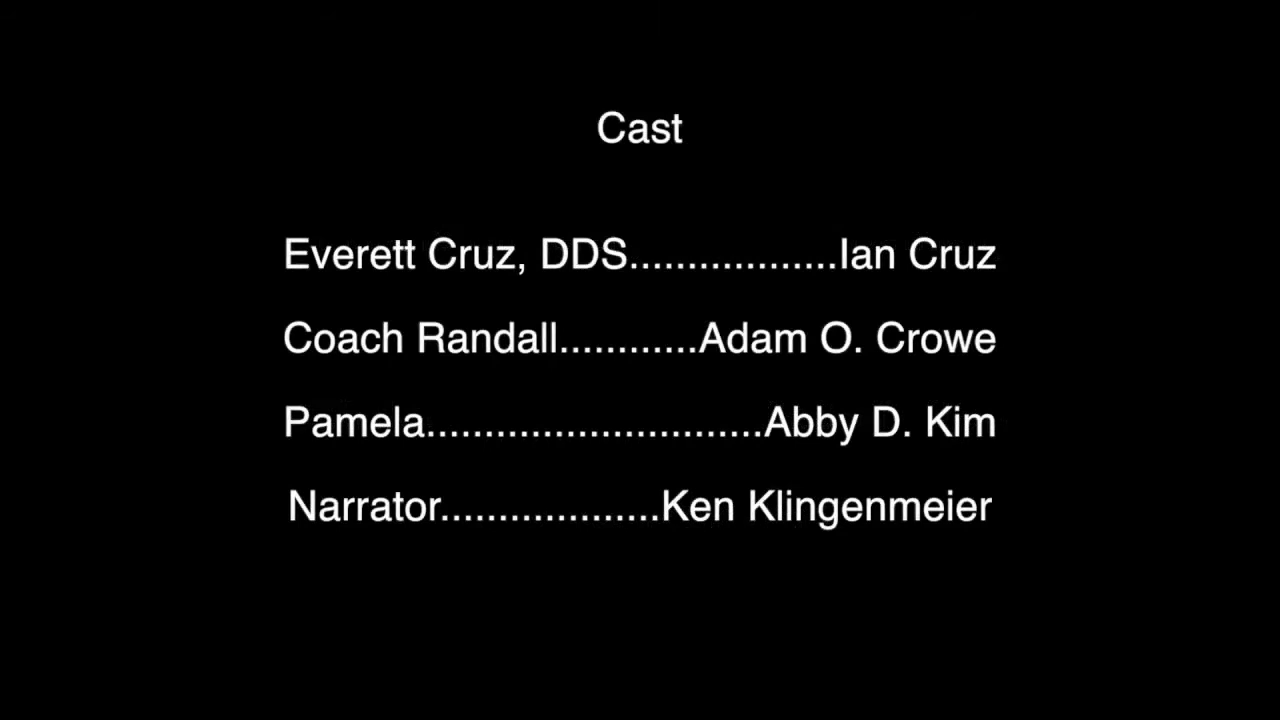 Cast
Everett Cruz, DDS..................Ian Cruz
Coach Randall............Adam O. Crowe
Pamela.............................Abby D. Kim
Narrator...................Ken Klingenmeier